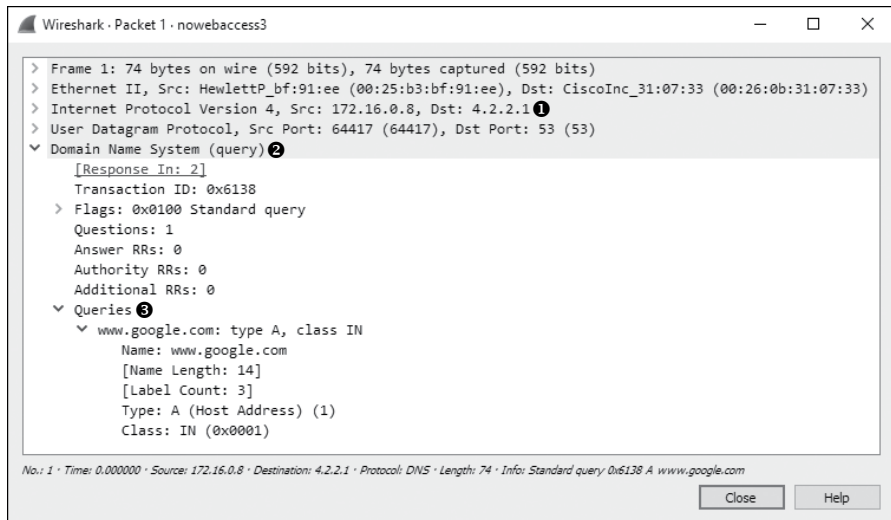 Wireshark · Packet 1 · nowebaccess3
> Frame 1: 74 bytes on wire (592 bits), 74 bytes captured (592 bits)
> Ethernet II, Src: HewlettP_bf:91:ee (00:25:b3:bf:91:ee), Dst: CiscoInc_31:07:33 (00:26:0b:31:07:33)
> Internet Protocol Version 4, Src: 172.16.0.8, Dst: 4.2.2.1 ❶
> User Datagram Protocol, Src Port: 64417 (64417), Dst Port: 53 (53)
Domain Name System (query) ❷
[Response In: 2]
Transaction ID: 0x6138
> Flags: 0x0100 Standard query
Questions: 1
Answer RRs: 0
Authority RRs: 0
Additional RRs: 0
Queries ❸
www.google.com: type A, class IN
Name: www.google.com
[Name Length: 14]
[Label Count: 3]
Type: A (Host Address) (1)
Class: IN (0x0001)
No.: 1 · Time: 0.000000 · Source: 172.16.0.8 · Destination: 4.2.2.1 · Protocol: DNS · Length: 74 · Info: Standard query 0x6138 A www.google.com
Close Help